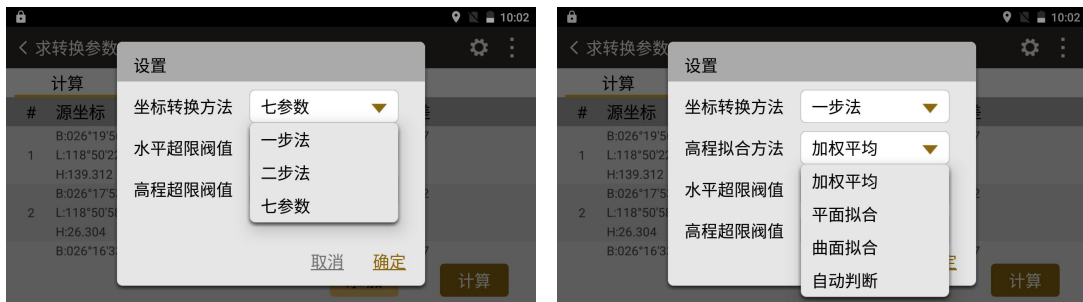 10:02
求转换参数
设置
计算
坐标转换方法
七参数
#
源坐标
差
一步法
B:026°19'5
1
L:118°50'22
水平超限阀值
H:139.312
二步法
B:026°17'5
高程超限阀值
2
L:118°50'58
七参数
H:26.304
B:026°16'3
取消
确定
计算
10:02
求转换参数
设置
计算
坐标转换方法
一步法
#
源坐标
差
B:026°19'5
1
L:118°50'22
高程拟合方法
加权平均
H:139.312
加权平均
B:026°17'5
水平超限阀值
2
L:118°50'58
平面拟合
H:26.304
高程超限阀值
曲面拟合
B:026°16'3
自动判断
计算